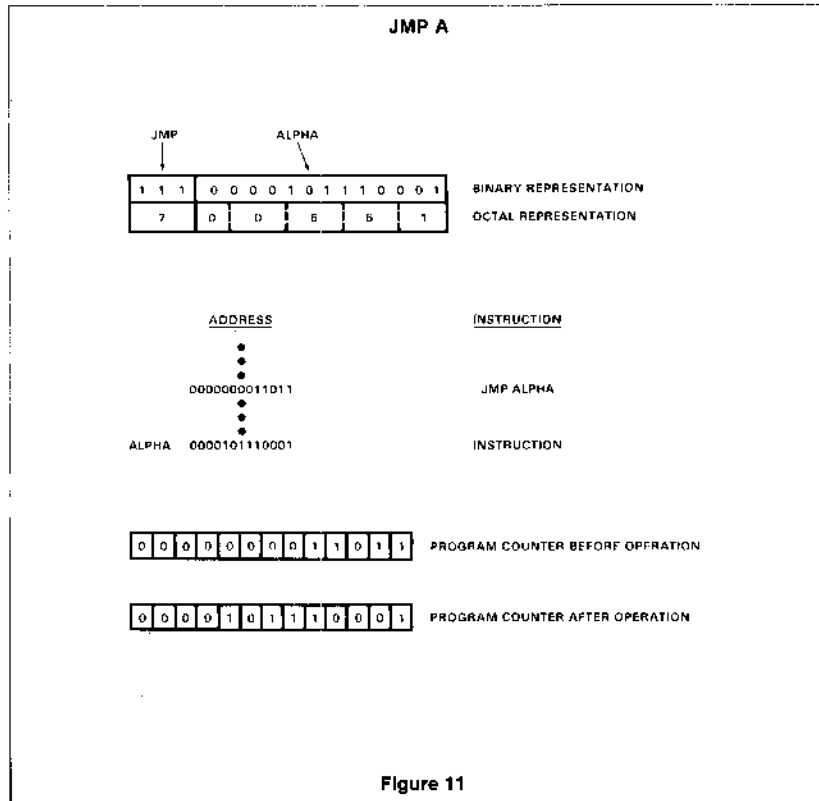 JMP A
JMP ALPHA
1 1 1 0 0 0 0 1 0 1 1 1 0 0 0 1 BINARY REPRESENTATION
7 0 0 5 6 1 OCTAL REPRESENTATION
ADDRESS INSTRUCTION
0000000011011 JMP ALPHA
ALPHA 0000101110001 INSTRUCTION
0 0 0 0 0 0 0 0 1 1 0 1 1 PROGRAM COUNTER BEFORE OPERATION
0 0 0 0 1 0 1 1 1 0 0 0 1 PROGRAM COUNTER AFTER OPERATION
Figure 11